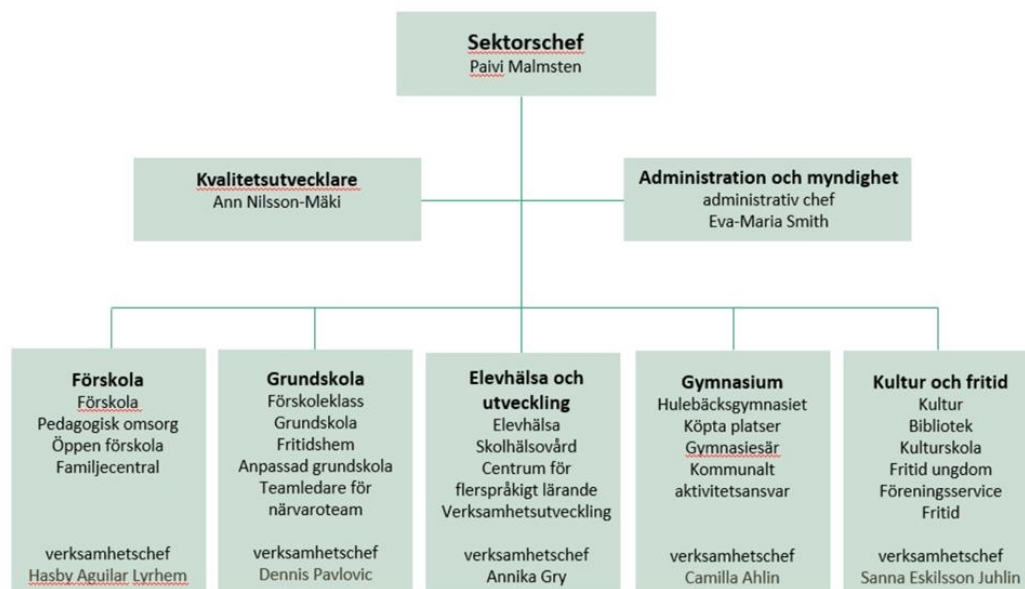 Sektorschef
Paivi Malmsten
Kvalitetsutvecklare
Ann Nilsson-Mäki
Administration och myndighet
administrativ chef
Eva-Maria Smith
Förskola
Förskola
Pedagogisk omsorg
Öppen förskola
Familjecentral
verksamhetschef
Hasby Aguilar Lyrhem
Grundskola
Förskoleklass
Grundskola
Fritidshem
Anpassad grundskola
Teamledare för
närvaroteam
verksamhetschef
Dennis Pavlovic
Elevhälsa och
utveckling
Elevhälsa
Skolhälsovård
Centrum för
flerspråkigt lärande
Verksamhetsutveckling
verksamhetschef
Annika Gry
Gymnasium
Hulebäcksgymnasiet
Köpta platser
Gymnasiesär
Kommunalt
aktivitetsansvar
verksamhetschef
Camilla Ahlin
Kultur och fritid
Kultur
Bibliotek
Kulturskola
Fritid ungdom
Föreningsservice
Fritid
verksamhetschef
Sanna Eskilsson Juhlin